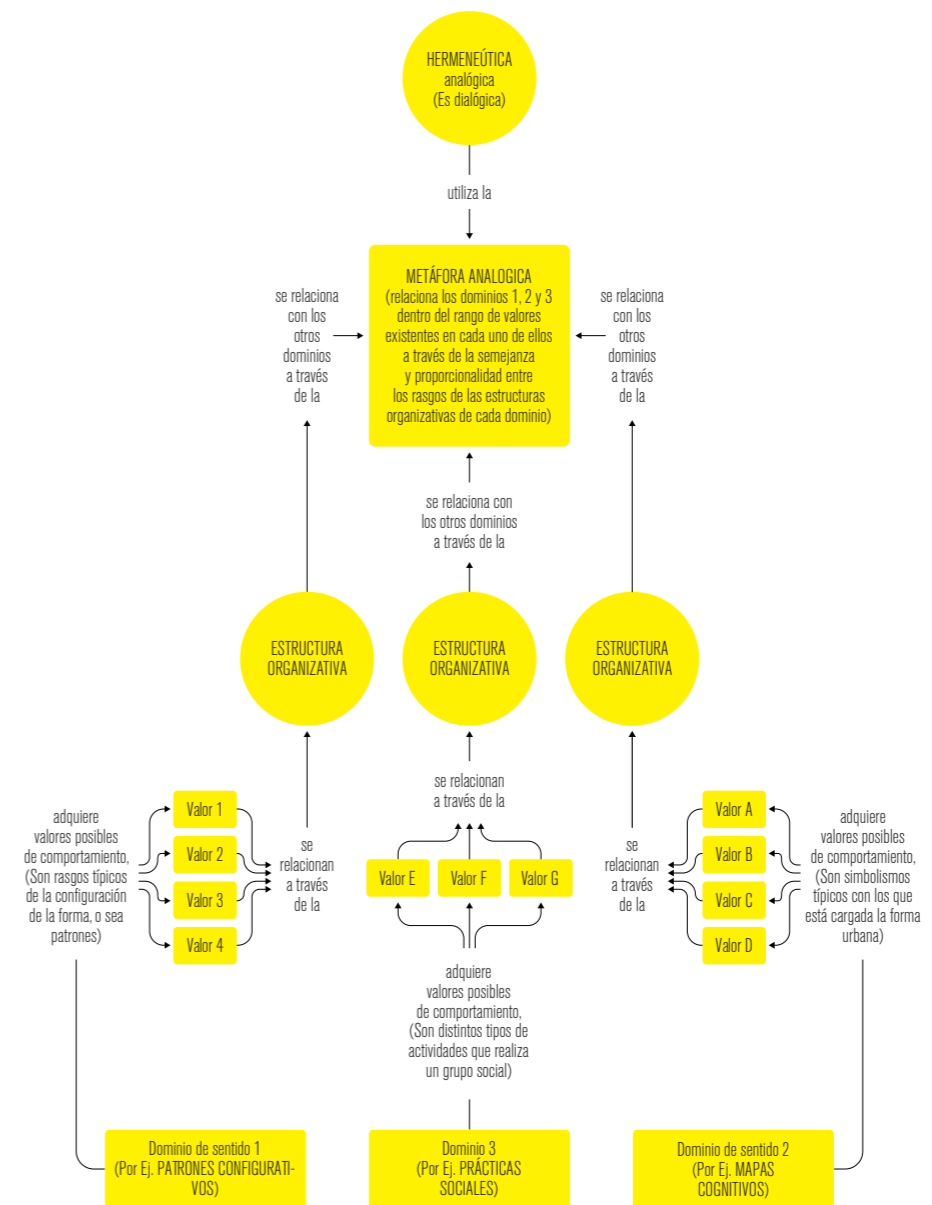 HERMENEÚTICA
analógica
(Es dialógica)
utiliza la
METÁFORA ANALOGICA
(relaciona los dominios 1, 2 y 3
dentro del rango de valores
existentes en cada uno de ellos
a través de la semejanza
y proporcionalidad entre
los rasgos de las estructuras
organizativas de cada dominio)
se relaciona
con los
otros
dominios
a través
de la
se relaciona
con los
otros
dominios
a través
de la
se relaciona con
los otros dominios
a través de la
ESTRUCTURA
ORGANIZATIVA
ESTRUCTURA
ORGANIZATIVA
ESTRUCTURA
ORGANIZATIVA
adquiere
valores posibles
de comportamiento,
(Son rasgos típicos
de la configuración
de la forma, o sea
patrones)
Valor 1
Valor 2
Valor 3
Valor 4
se
relacionan
a través
de la
se relacionan
a través de la
Valor E
Valor F
Valor G
adquiere
valores posibles
de comportamiento,
(Son distintos tipos de
actividades que realiza
un grupo social)
se
relacionan
a través
de la
Valor A
Valor B
Valor C
Valor D
adquiere
valores posibles
de comportamiento,
(Son simbolismos
típicos con los que
está cargada la forma
urbana)
Dominio de sentido 1
(Por Ej. PATRONES CONFIGURATI-
VOS)
Dominio 3
(Por Ej. PRÁCTICAS
SOCIALES)
Dominio de sentido 2
(Por Ej. MAPAS
COGNITIVOS)